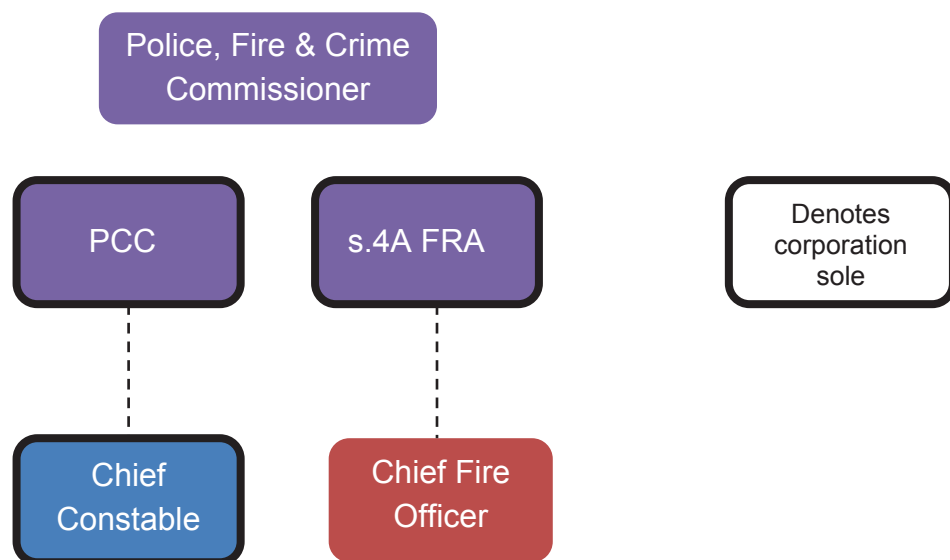 Police, Fire & Crime
Commissioner
PCC
s.4A FRA
Denotes
corporation
sole
Chief
Constable
Chief Fire
Officer